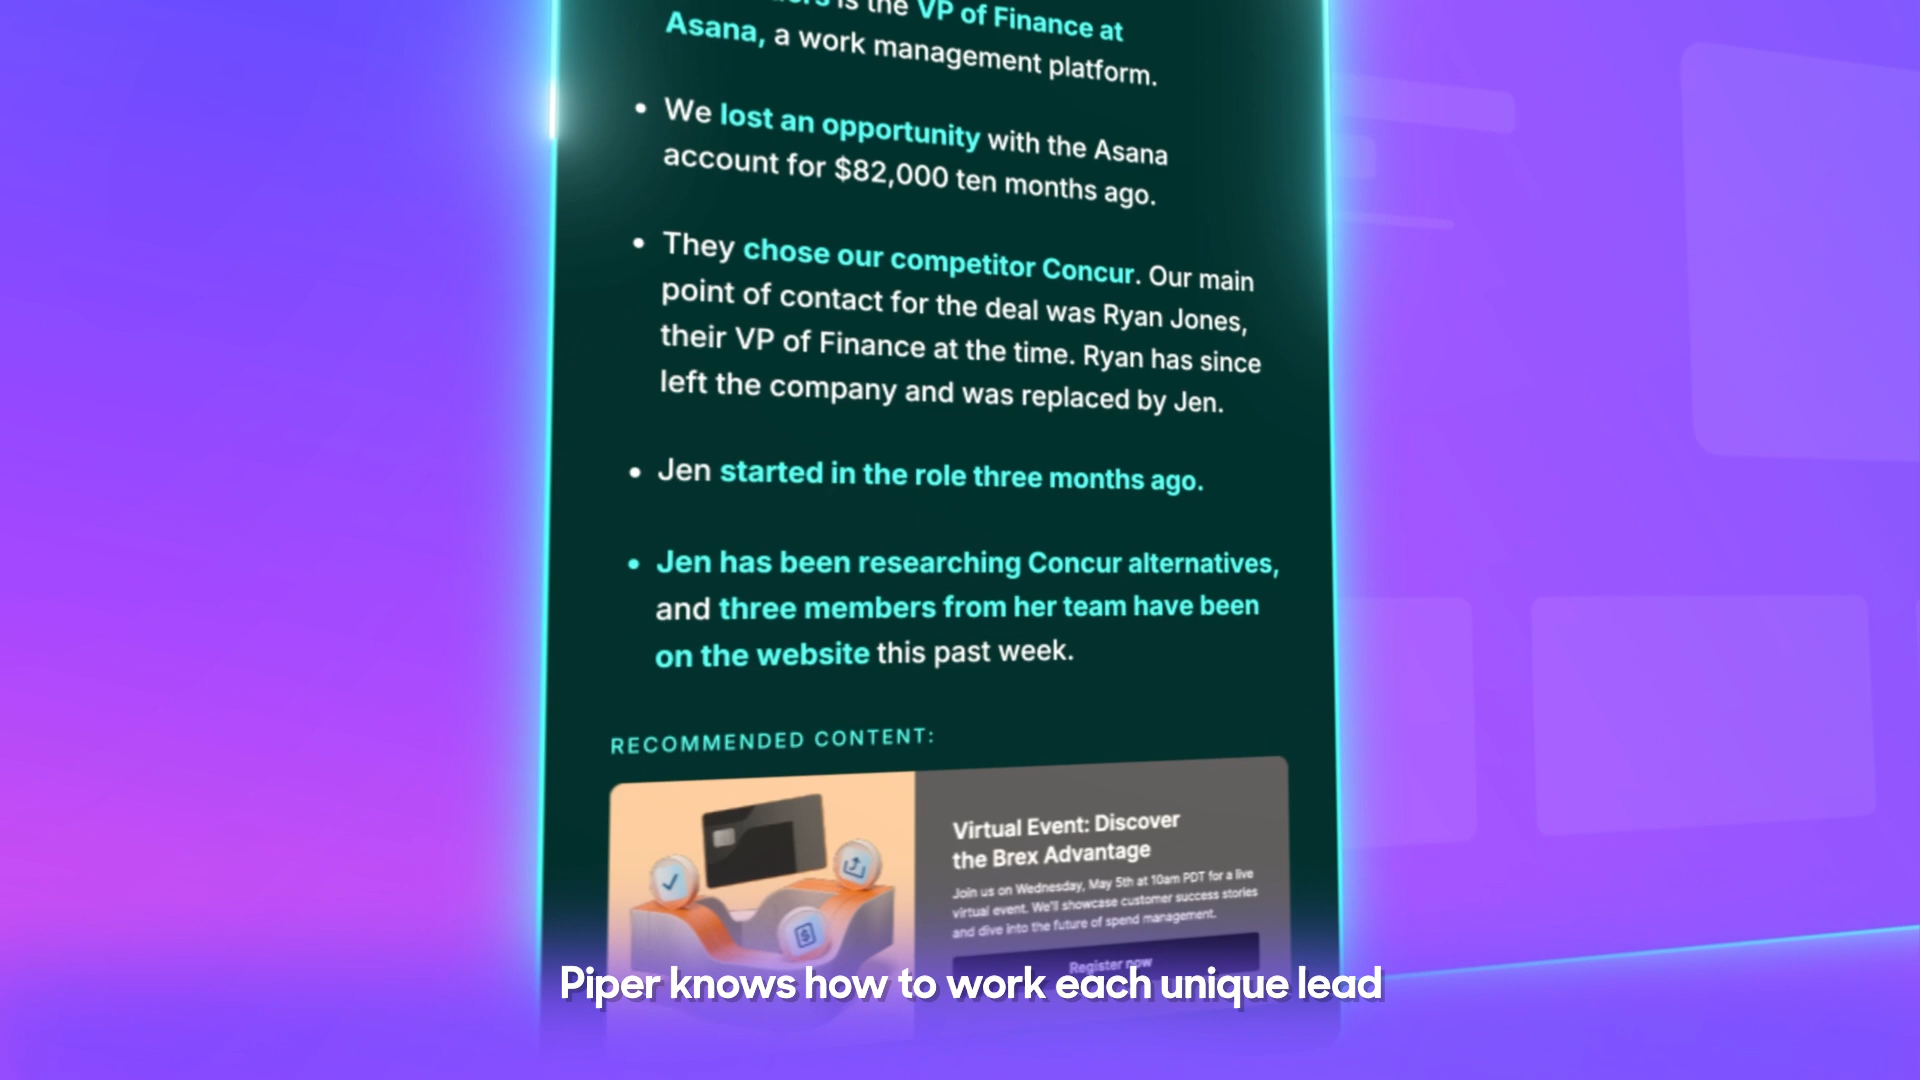 is the VP of Finance at
Asana, a work management platform.
• We lost an opportunity with the Asana
account for $82,000 ten months ago.
• They chose our competitor Concur. Our main
point of contact for the deal was Ryan Jones,
their VP of Finance at the time. Ryan has since
left the company and was replaced by Jen.
• Jen started in the role three months ago.
• Jen has been researching Concur alternatives,
and three members from her team have been
on the website this past week.
RECOMMENDED CONTENT:
Virtual Event: Discover
the Brex Advantage
Join us on Wednesday, May 5th at 10am PDT for a live
virtual event. We'll showcase customer success stories
and dive into the future of spend management.
Register now
Piper knows how to work each unique lead